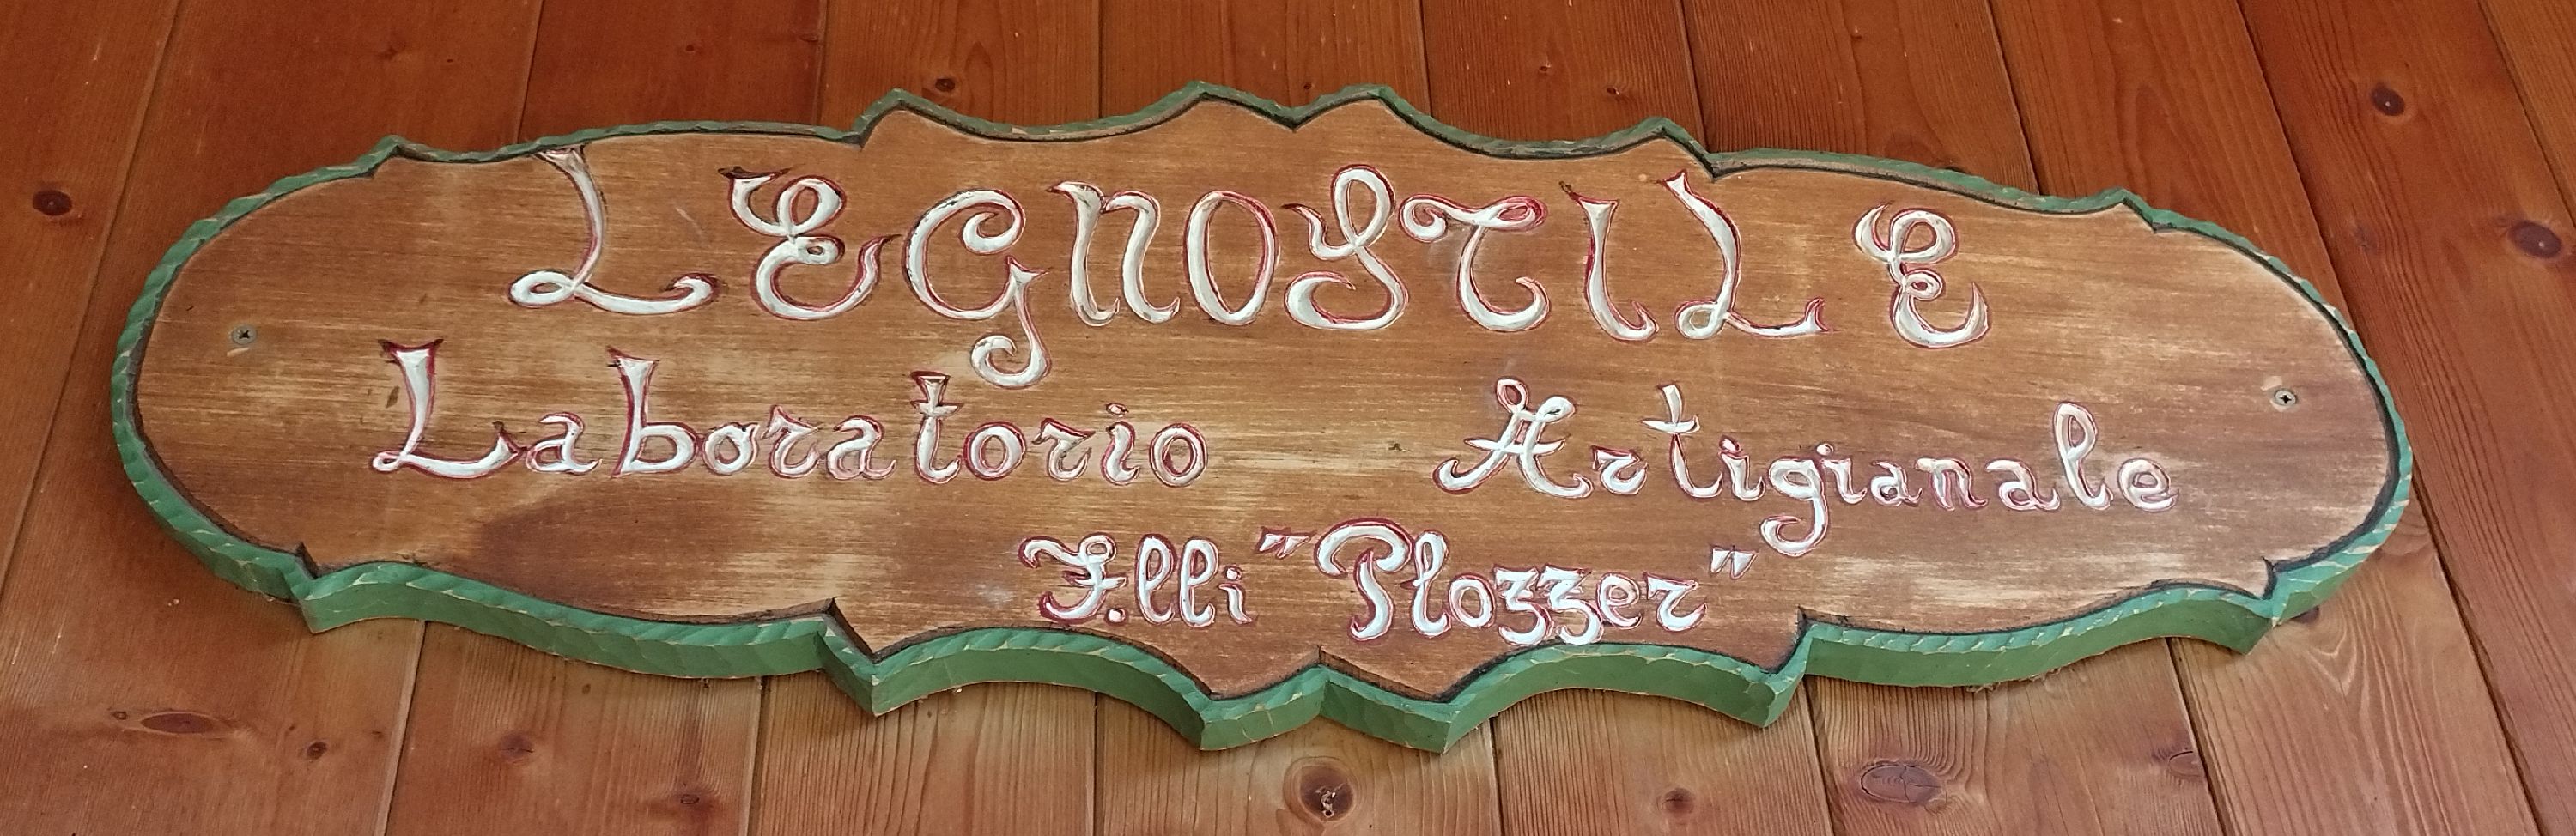 LEGNOSTILE
Laboratorio Artigianale
F.lli "Plozzer"